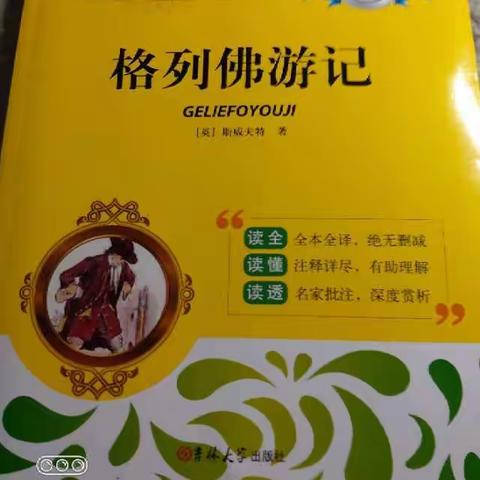 格列佛游记
GELIEFOYOUJI
[英] 斯威夫特 著
读全 全本全译，绝无删减
读懂 注释详尽，有助理解
读透 名家批注，深度赏析
吉林大学出版社